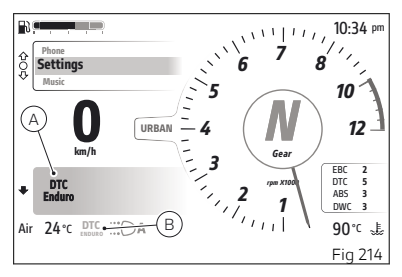 10:34 pm
Phone
Settings
Music
0
km/h
A
DTC
Enduro
Air 24 °C DTC ENDURO A
B
URBAN
1
2
3
4
5
6
7
8
10
12
N
Gear
rpm X1000
EBC 2
DTC 5
ABS 3
DWC 3
90 °C
Fig 214